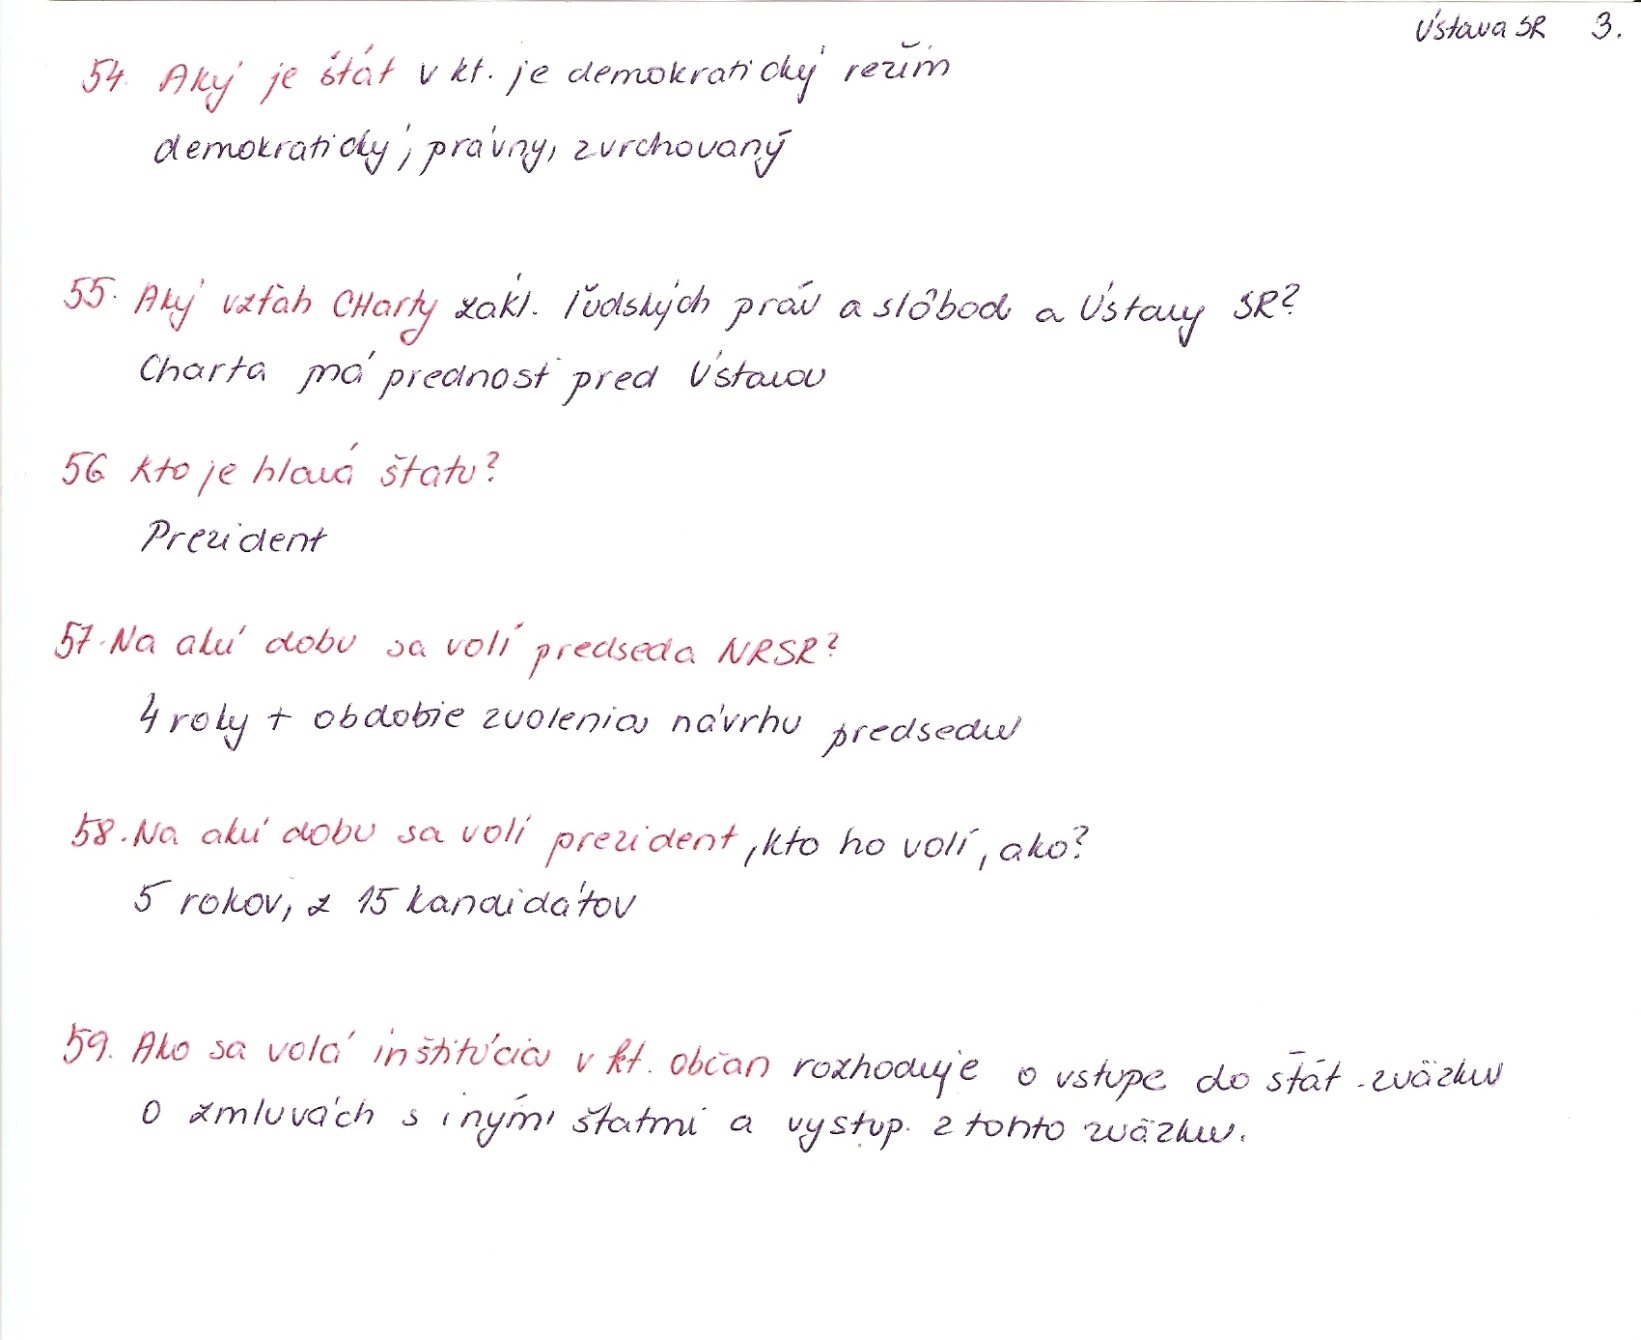 Ústava SR 3.
54. Aký je štát v kt. je demokratický režim
demokratický, právny, zvrchovaný
55. Aký vzťah CHarty zákl. ľudských práv a slôbod a Ústavy SR?
Charta má prednosť pred Ústavou
56 Kto je hlavá štatu?
Prezident
57. Na akú dobu sa volí predseda NRSR?
4 roky + obdobie zvolenia návrhu predsedu
58. Na akú dobu sa volí prezident, kto ho volí, ako?
5 rokov, z 15 kandidátov
59. Ako sa volá inštitúcia v kt. občan rozhoduje o vstupe do štát. zväzku
o zmluvách s inými štatmi a vystup. z tohto zväzku.